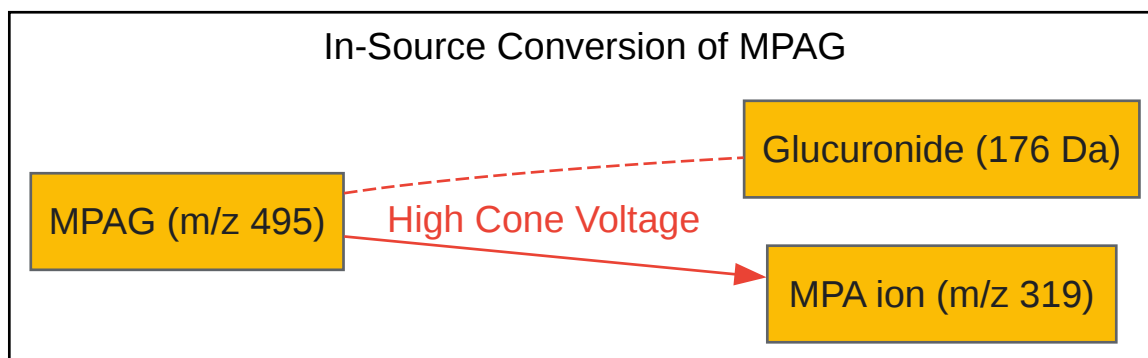 In-Source Conversion of MPAG
Glucuronide (176 Da)
MPAG (m/z 495)
High Cone Voltage
MPA ion (m/z 319)